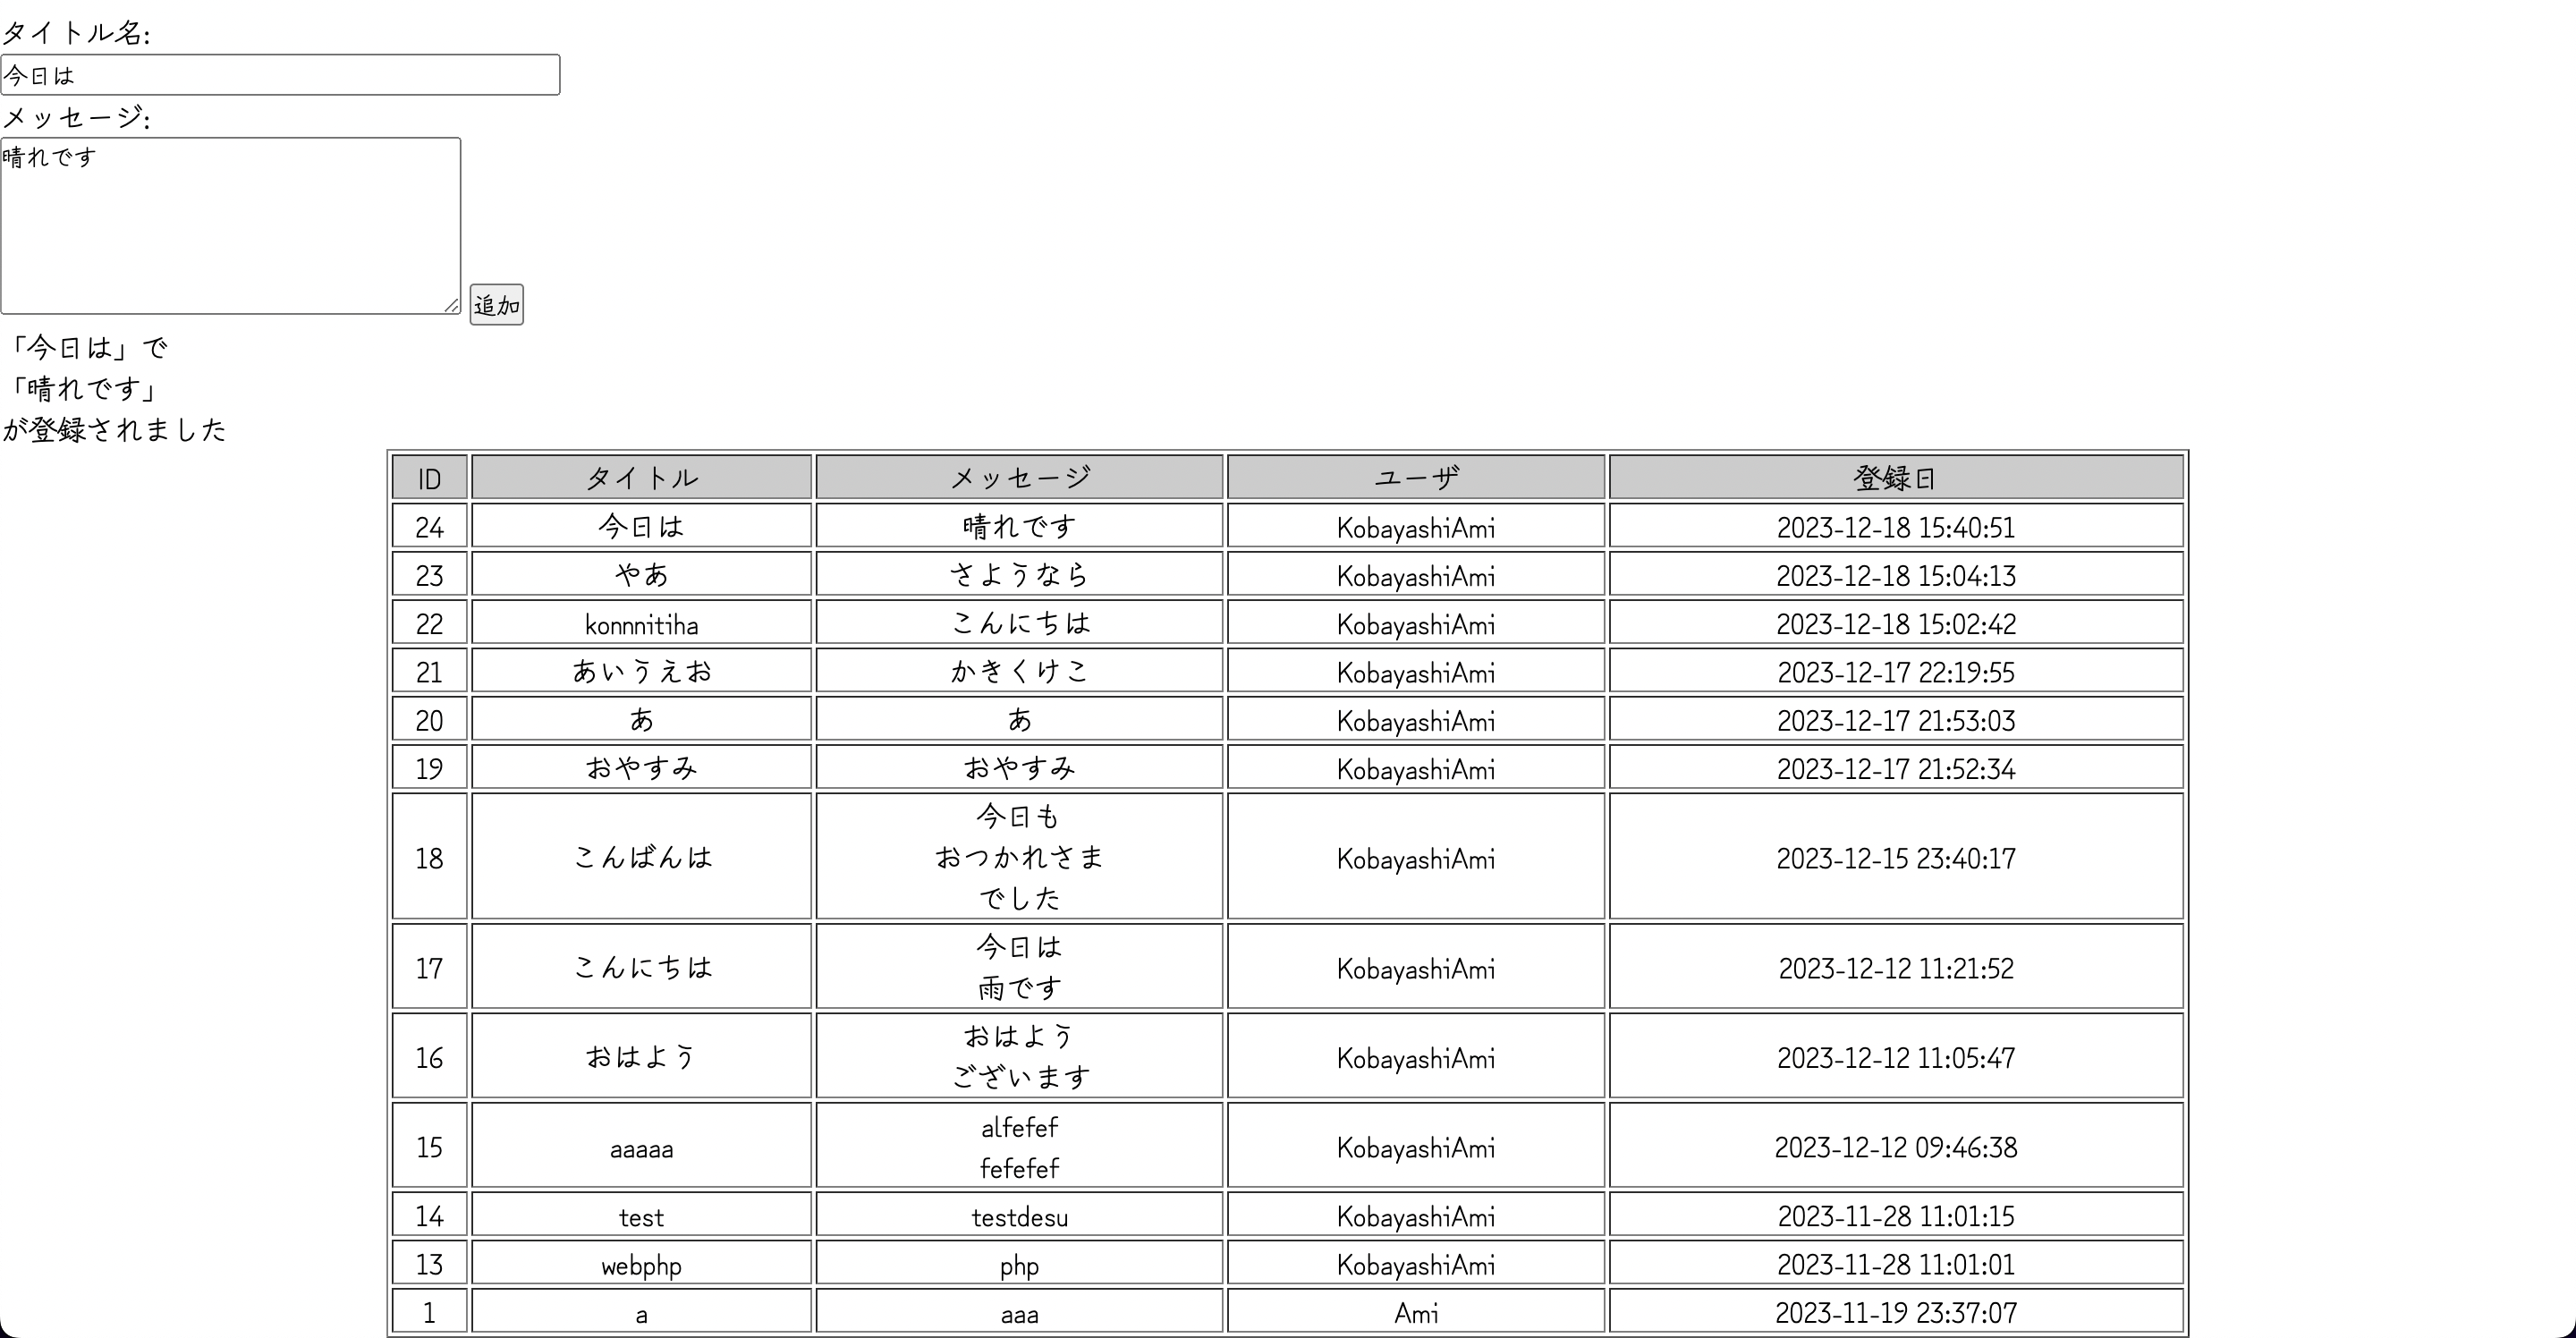 タイトル名:
今日は
メッセージ:
晴れです
追加
「今日は」で
「晴れです」
が登録されました
ID タイトル メッセージ ユーザ 登録日
24 今日は 晴れです KobayashiAmi 2023-12-18 15:40:51
23 やあ さようなら KobayashiAmi 2023-12-18 15:04:13
22 konnnitiha こんにちは KobayashiAmi 2023-12-18 15:02:42
21 あいうえお かきくけこ KobayashiAmi 2023-12-17 22:19:55
20 あ あ KobayashiAmi 2023-12-17 21:53:03
19 おやすみ おやすみ KobayashiAmi 2023-12-17 21:52:34
18 こんばんは 今日も
おつかれさま
でした KobayashiAmi 2023-12-15 23:40:17
17 こんにちは 今日は
雨です KobayashiAmi 2023-12-12 11:21:52
16 おはよう おはよう
ございます KobayashiAmi 2023-12-12 11:05:47
15 aaaaa alfefef
fefefef KobayashiAmi 2023-12-12 09:46:38
14 test testdesu KobayashiAmi 2023-11-28 11:01:15
13 webphp php KobayashiAmi 2023-11-28 11:01:01
1 a aaa Ami 2023-11-19 23:37:07